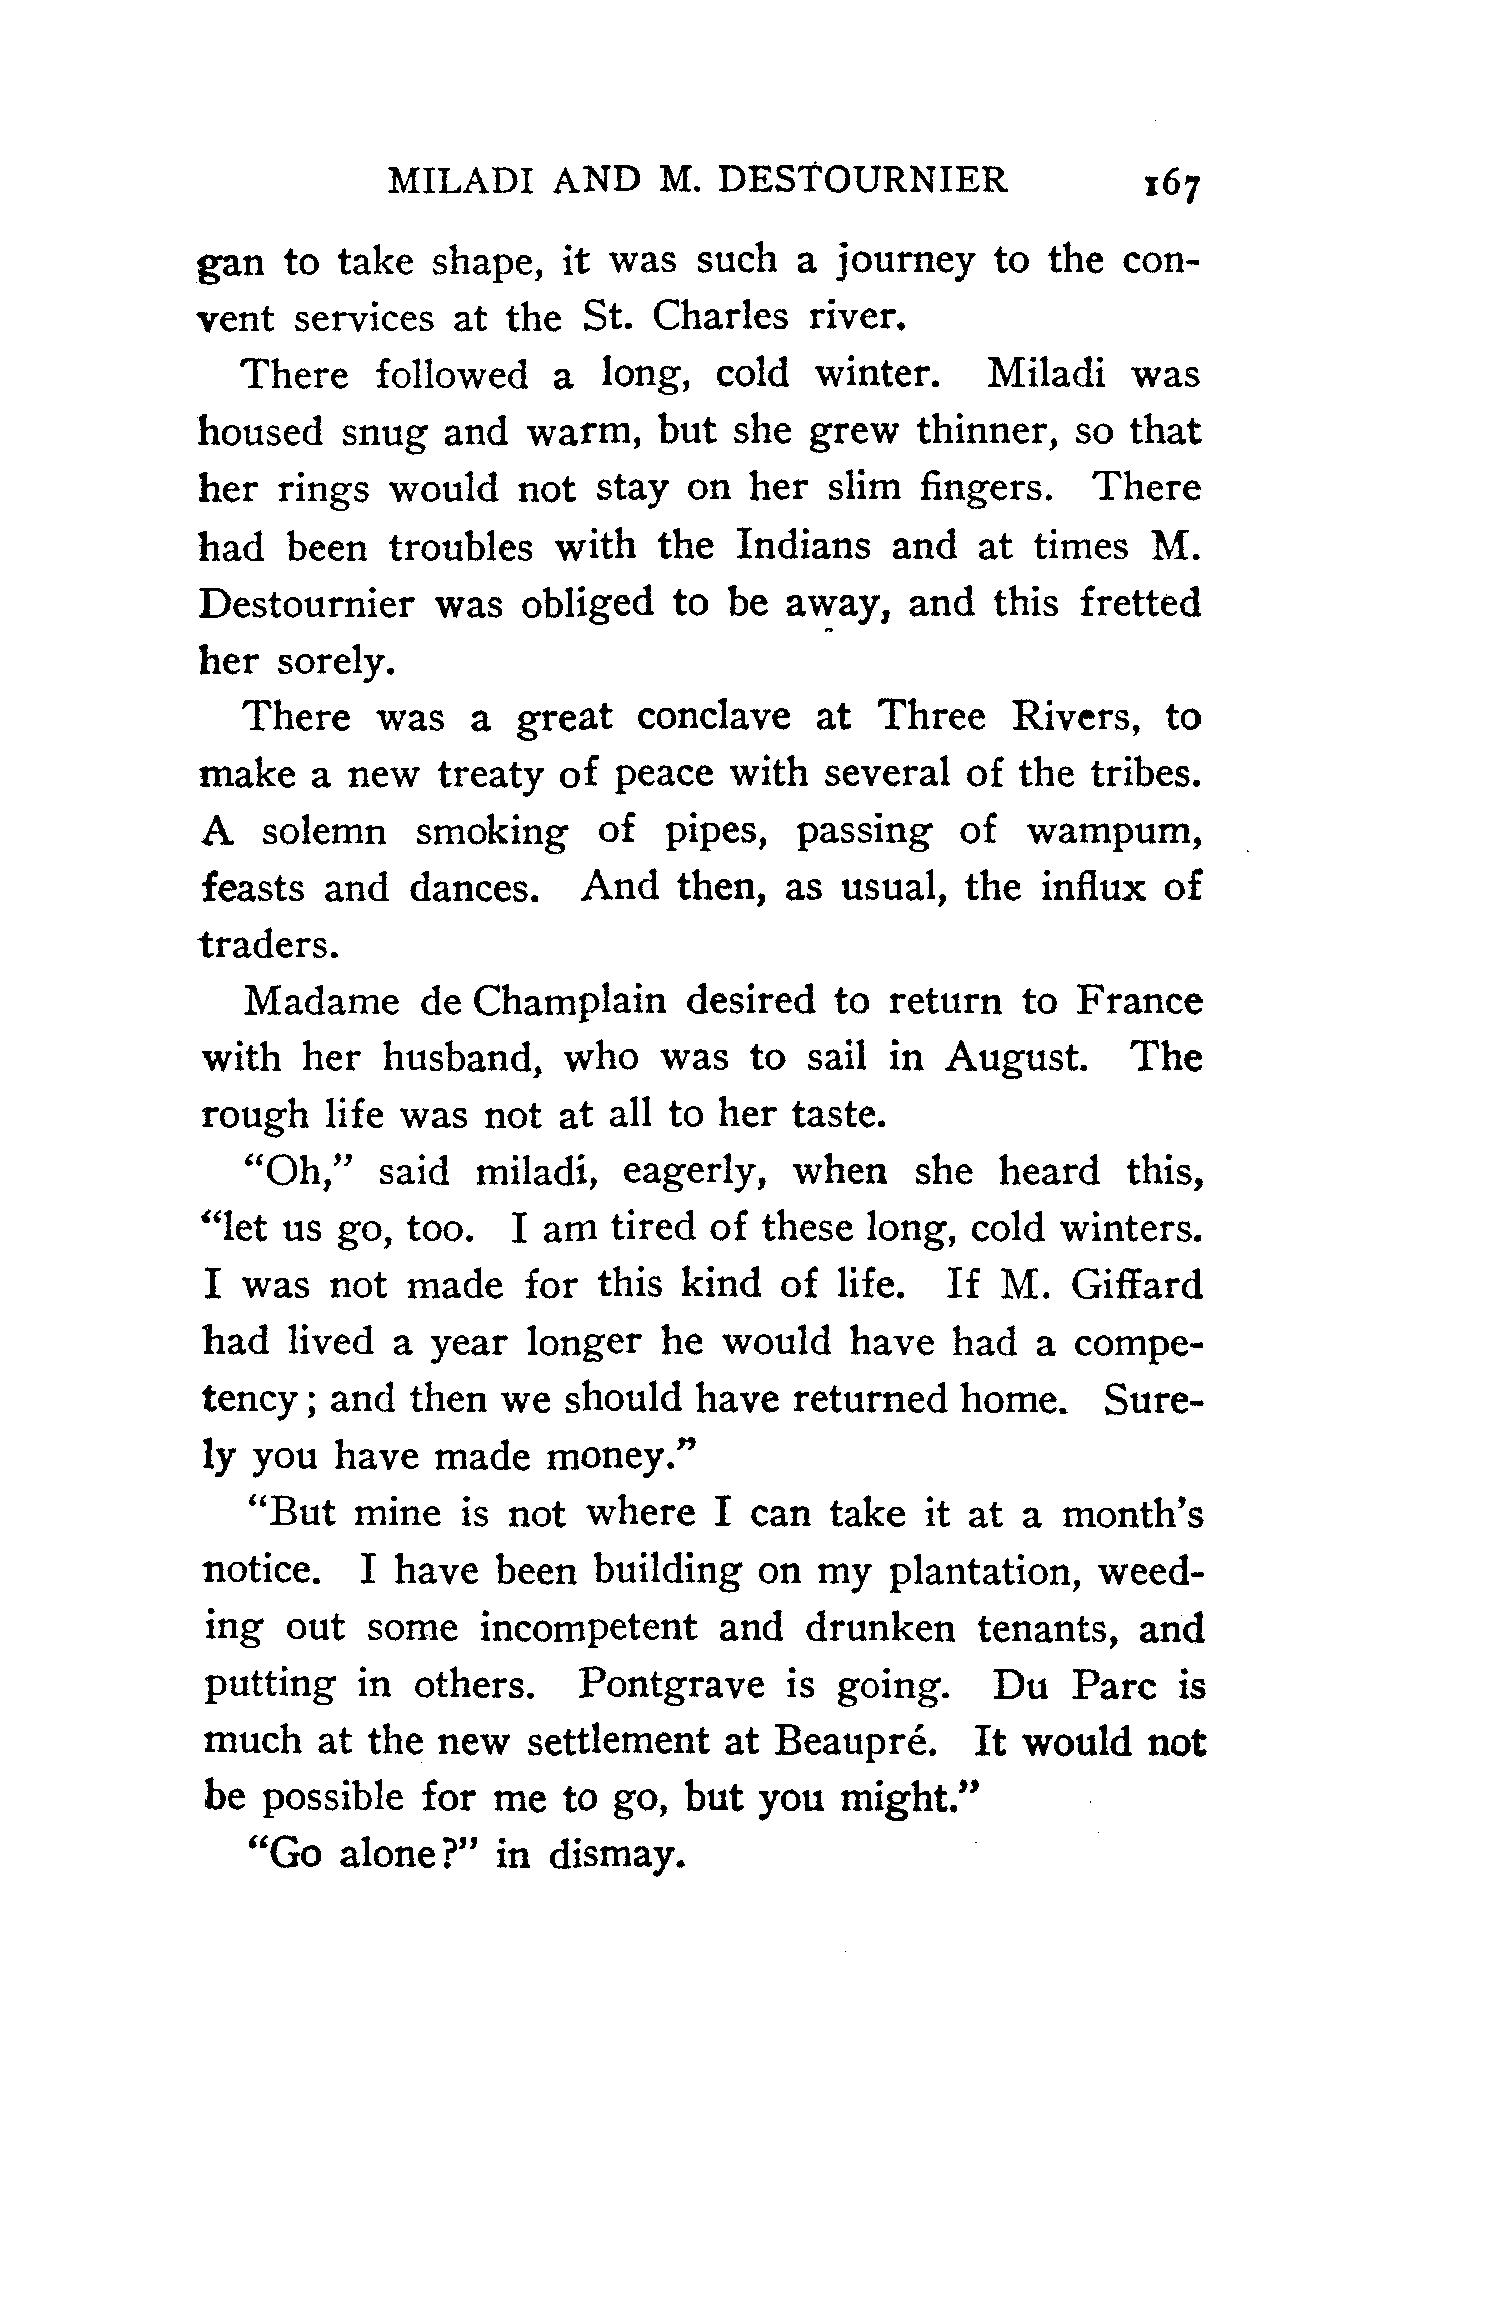 MILADI AND M. DESTOURNIER 167
gan to take shape, it was such a journey to the con-
vent services at the St. Charles river.
There followed a long, cold winter. Miladi was
housed snug and warm, but she grew thinner, so that
her rings would not stay on her slim fingers. There
had been troubles with the Indians and at times M.
Destournier was obliged to be away, and this fretted
her sorely.
There was a great conclave at Three Rivers, to
make a new treaty of peace with several of the tribes.
A solemn smoking of pipes, passing of wampum,
feasts and dances. And then, as usual, the influx of
traders.
Madame de Champlain desired to return to France
with her husband, who was to sail in August. The
rough life was not at all to her taste.
"Oh," said miladi, eagerly, when she heard this,
"let us go, too. I am tired of these long, cold winters.
I was not made for this kind of life. If M. Giffard
had lived a year longer he would have had a compe-
tency; and then we should have returned home. Sure-
ly you have made money."
"But mine is not where I can take it at a month's
notice. I have been building on my plantation, weed-
ing out some incompetent and drunken tenants, and
putting in others. Pontgrave is going. Du Parc is
much at the new settlement at Beaupré. It would not
be possible for me to go, but you might."
"Go alone?" in dismay.